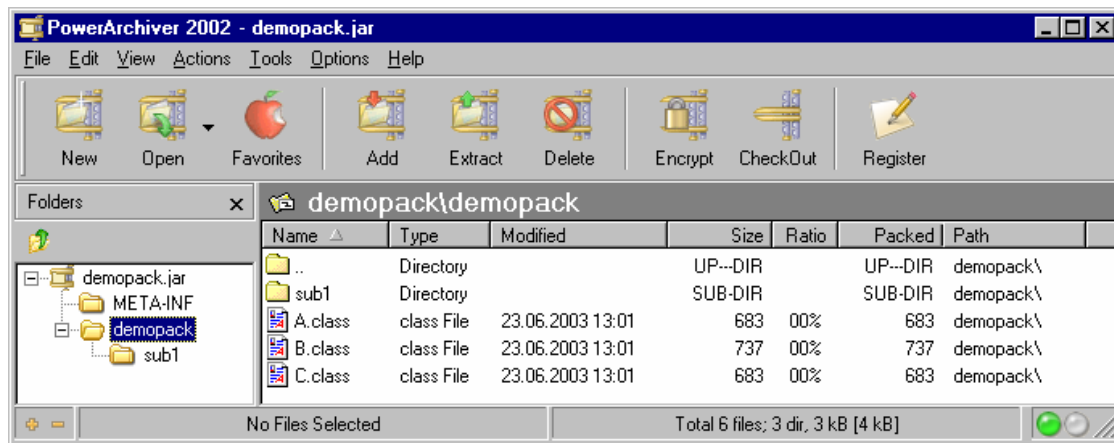 PowerArchiver 2002 - demopack.jar
File Edit View Actions Tools Options Help
New Open Favorites Add Extract Delete Encrypt CheckOut Register
Folders
demopack\demopack
Name Type Modified Size Ratio Packed Path
demopack.jar
META-INF
demopack
sub1
.. Directory UP---DIR UP---DIR demopack\
sub1 Directory SUB-DIR SUB-DIR demopack\
A.class class File 23.06.2003 13:01 683 00% 683 demopack\
B.class class File 23.06.2003 13:01 737 00% 737 demopack\
C.class class File 23.06.2003 13:01 683 00% 683 demopack\
No Files Selected
Total 6 files; 3 dir, 3 kB [4 kB]